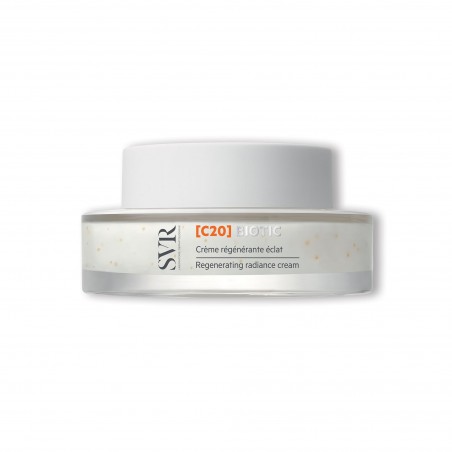 SVR
[C20] BIOTIC
Crème régénérante éclat
Regenerating radiance cream